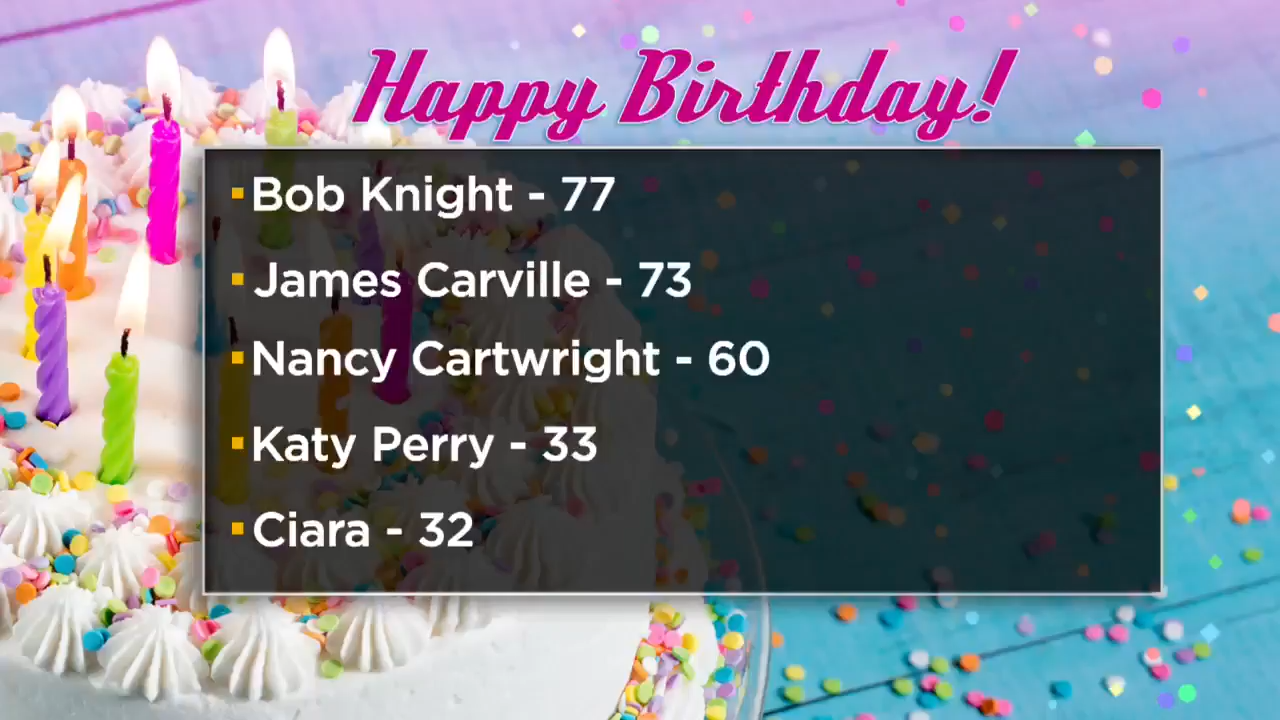 Happy Birthday!
▪Bob Knight - 77
▪James Carville - 73
▪Nancy Cartwright - 60
▪Katy Perry - 33
▪Ciara - 32